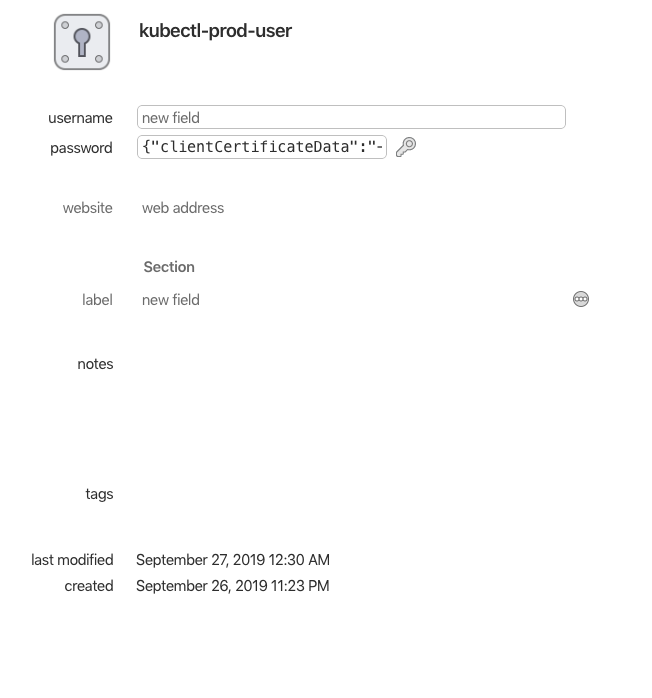 kubectl-prod-user
username new field
password {"clientCertificateData":"-
website web address
Section
label new field
notes
tags
last modified September 27, 2019 12:30 AM
created September 26, 2019 11:23 PM